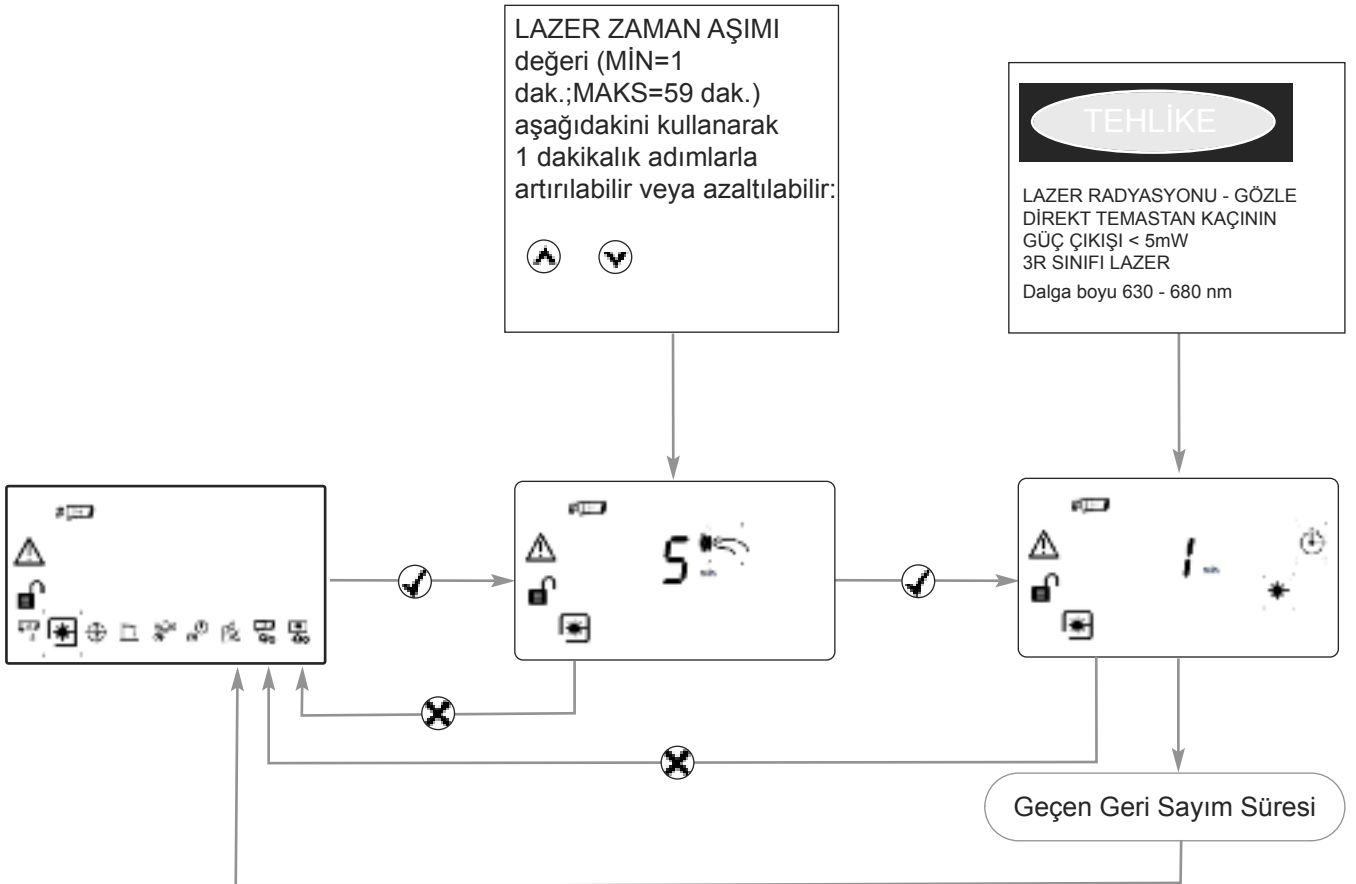 LAZER ZAMAN AŞIMI
değeri (MİN=1
dak.;MAKS=59 dak.)
aşağıdakini kullanarak
1 dakikalık adımlarla
artırılabilir veya azaltılabilir:
TEHLİKE
LAZER RADYASYONU - GÖZLE
DİREKT TEMASTAN KAÇININ
GÜÇ ÇIKIŞI < 5mW
3R SINIFI LAZER
Dalga boyu 630 - 680 nm
5 min
1 min
Geçen Geri Sayım Süresi